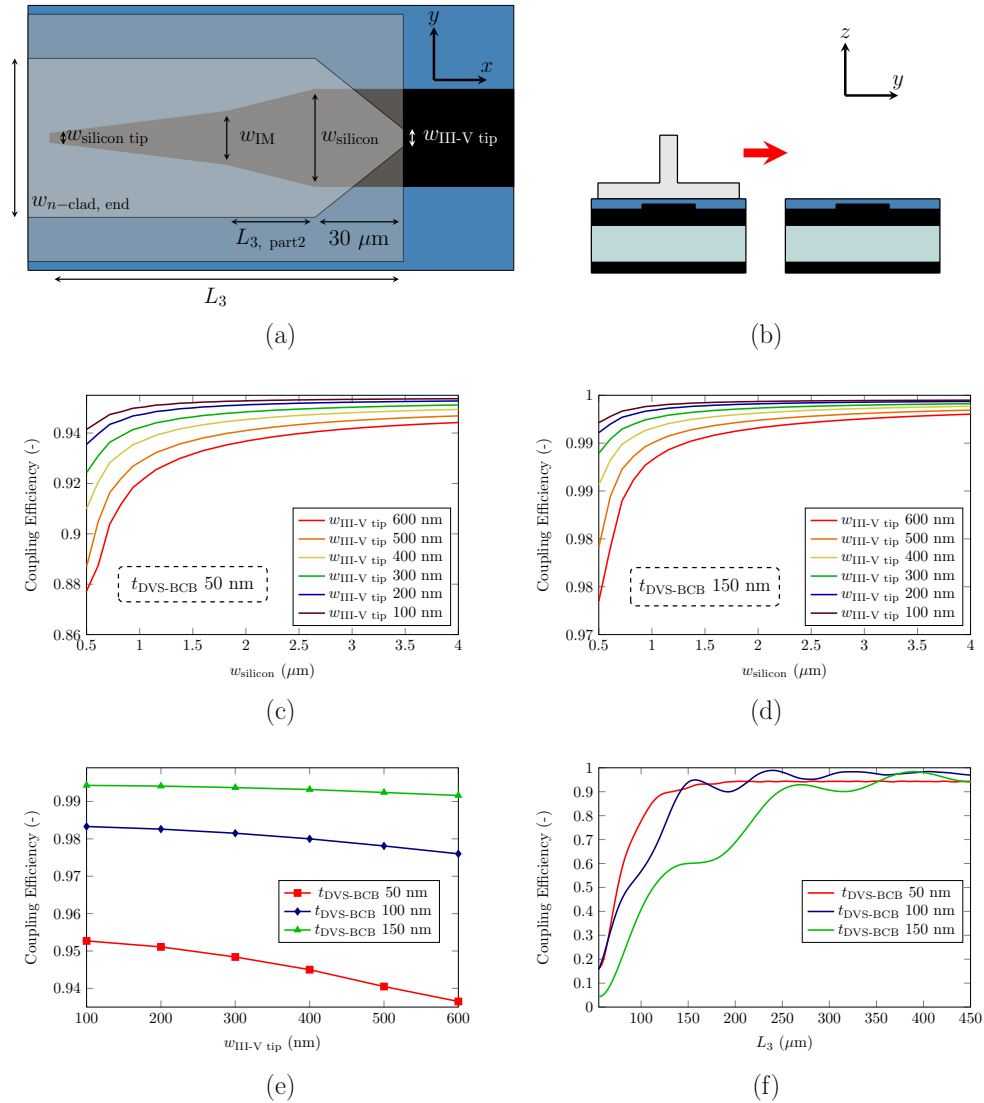 y
x
w_silicon tip
w_IM
w_silicon
w_III-V tip
w_n−clad, end
L_3, part2
30 μm
L_3
(a)
z
y
(b)
Coupling Efficiency (-)
0.94
0.92
0.9
0.88
0.86
0.5 1 1.5 2 2.5 3 3.5 4
w_silicon (μm)
t_DVS-BCB 50 nm
w_III-V tip 600 nm
w_III-V tip 500 nm
w_III-V tip 400 nm
w_III-V tip 300 nm
w_III-V tip 200 nm
w_III-V tip 100 nm
(c)
Coupling Efficiency (-)
1
0.99
0.99
0.98
0.97
0.5 1 1.5 2 2.5 3 3.5 4
w_silicon (μm)
t_DVS-BCB 150 nm
w_III-V tip 600 nm
w_III-V tip 500 nm
w_III-V tip 400 nm
w_III-V tip 300 nm
w_III-V tip 200 nm
w_III-V tip 100 nm
(d)
Coupling Efficiency (-)
0.99
0.98
0.97
0.96
0.95
0.94
100 200 300 400 500 600
w_III-V tip (nm)
t_DVS-BCB 50 nm
t_DVS-BCB 100 nm
t_DVS-BCB 150 nm
(e)
Coupling Efficiency (-)
1
0.9
0.8
0.7
0.6
0.5
0.4
0.3
0.2
0.1
0
100 150 200 250 300 350 400 450
L_3 (μm)
t_DVS-BCB 50 nm
t_DVS-BCB 100 nm
t_DVS-BCB 150 nm
(f)